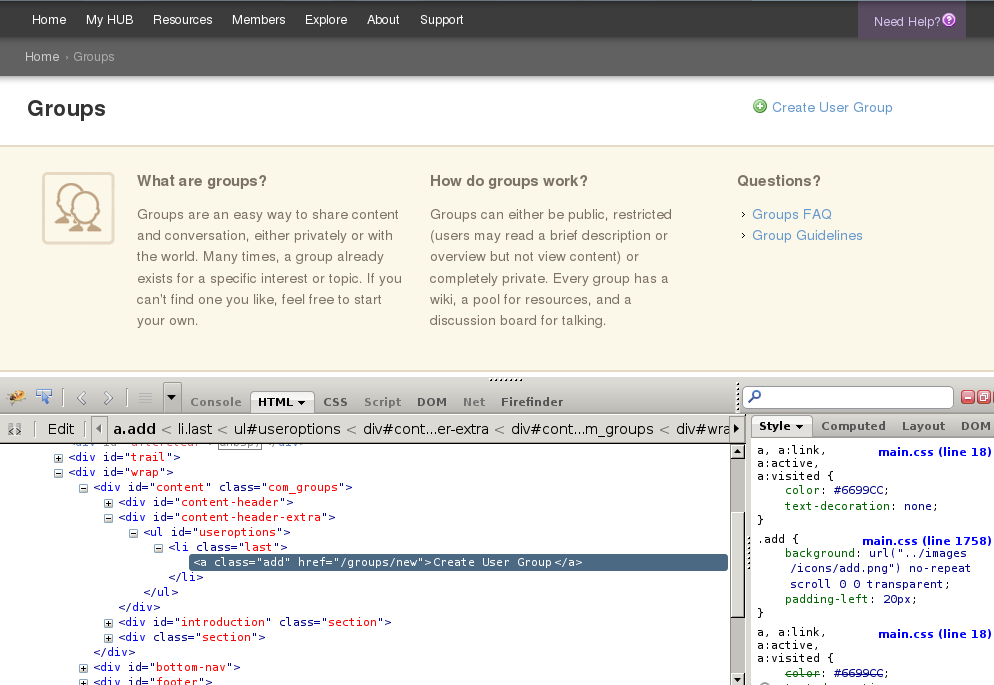 Home My HUB Resources Members Explore About Support Need Help?
Home › Groups
Groups
Create User Group
What are groups?
Groups are an easy way to share content
and conversation, either privately or with
the world. Many times, a group already
exists for a specific interest or topic. If you
can't find one you like, feel free to start
your own.
How do groups work?
Groups can either be public, restricted
(users may read a brief description or
overview but not view content) or
completely private. Every group has a
wiki, a pool for resources, and a
discussion board for talking.
Questions?
Groups FAQ
Group Guidelines
Console HTML CSS Script DOM Net Firefinder
Edit a.add < li.last < ul#useroptions < div#cont...er-extra < div#cont...m_groups < div#wra
<div id="trail">
<div id="wrap">
<div id="content" class="com_groups">
<div id="content-header">
<div id="content-header-extra">
<ul id="useroptions">
<li class="last">
<a class="add" href="/groups/new">Create User Group</a>
</li>
</ul>
</div>
<div id="introduction" class="section">
<div class="section">
</div>
<div id="bottom-nav">
<div id="footer">
Style Computed Layout DOM
a, a:link, main.css (line 18)
a:active,
a:visited {
color: #6699CC;
text-decoration: none;
}
.add { main.css (line 1758)
background: url("../images
/icons/add.png") no-repeat
scroll 0 0 transparent;
padding-left: 20px;
}
a, a:link, main.css (line 18)
a:active,
a:visited {
color: #6699CC;